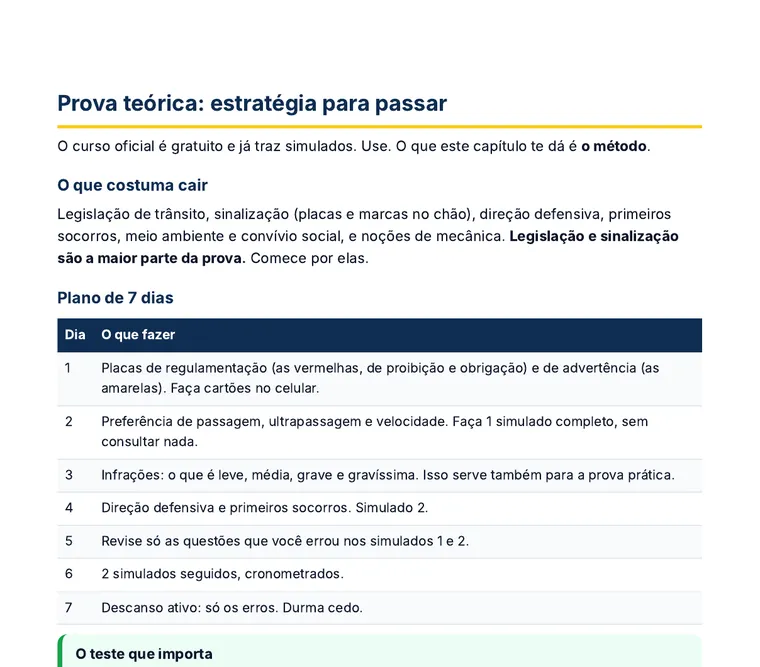 Prova teórica: estratégia para passar
O curso oficial é gratuito e já traz simulados. Use. O que este capítulo te dá é o método.
O que costuma cair
Legislação de trânsito, sinalização (placas e marcas no chão), direção defensiva, primeiros
socorros, meio ambiente e convívio social, e noções de mecânica. Legislação e sinalização
são a maior parte da prova. Comece por elas.
Plano de 7 dias
Dia O que fazer
1 Placas de regulamentação (as vermelhas, de proibição e obrigação) e de advertência (as
amarelas). Faça cartões no celular.
2 Preferência de passagem, ultrapassagem e velocidade. Faça 1 simulado completo, sem
consultar nada.
3 Infrações: o que é leve, média, grave e gravíssima. Isso serve também para a prova prática.
4 Direção defensiva e primeiros socorros. Simulado 2.
5 Revise só as questões que você errou nos simulados 1 e 2.
6 2 simulados seguidos, cronometrados.
7 Descanso ativo: só os erros. Durma cedo.
O teste que importa